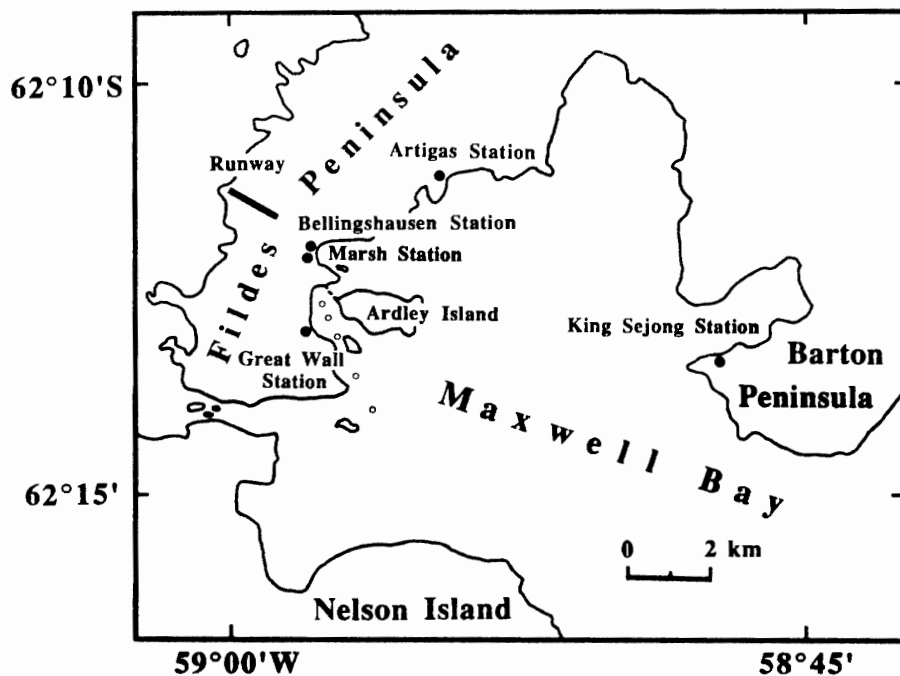 62°10'S
Peninsula
Artigas Station
Runway
Bellingshausen Station
Marsh Station
Fildes
Ardley Island
King Sejong Station
Great Wall
Station
Barton
Peninsula
Maxwell Bay
62°15'
0 2 km
Nelson Island
59°00'W
58°45'